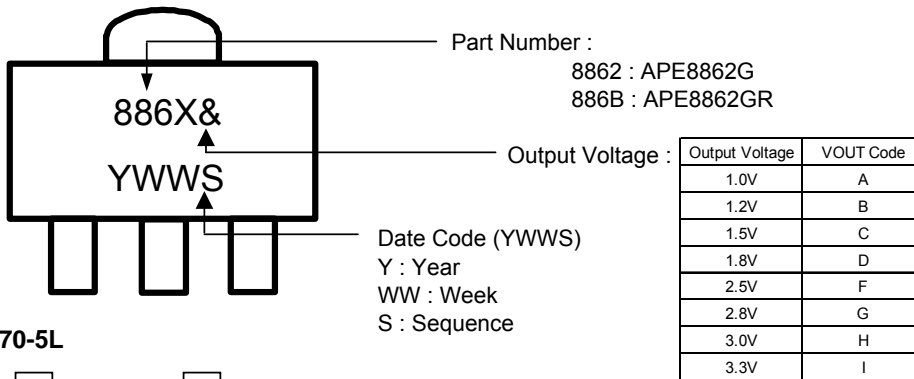 Part Number :
8862 : APE8862G
886B : APE8862GR
886X&
YWWS
Output Voltage :
Output Voltage VOUT Code
1.0V A
1.2V B
1.5V C
1.8V D
2.5V F
2.8V G
3.0V H
3.3V I
Date Code (YWWS)
Y : Year
WW : Week
S : Sequence
70-5L